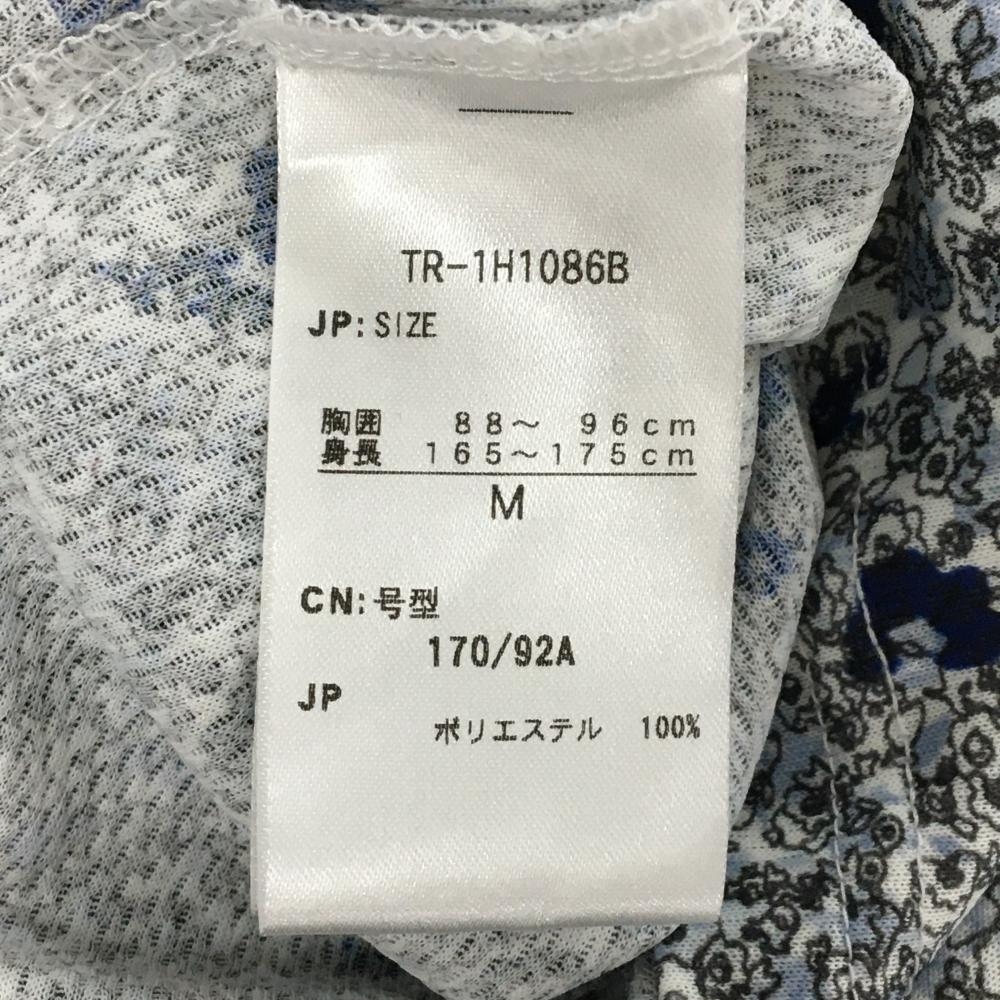 TR-1H1086B
JP: SIZE
胸囲 88～ 96cm
身長 165～175cm
M
CN: 号型
170/92A
JP
ポリエステル 100%